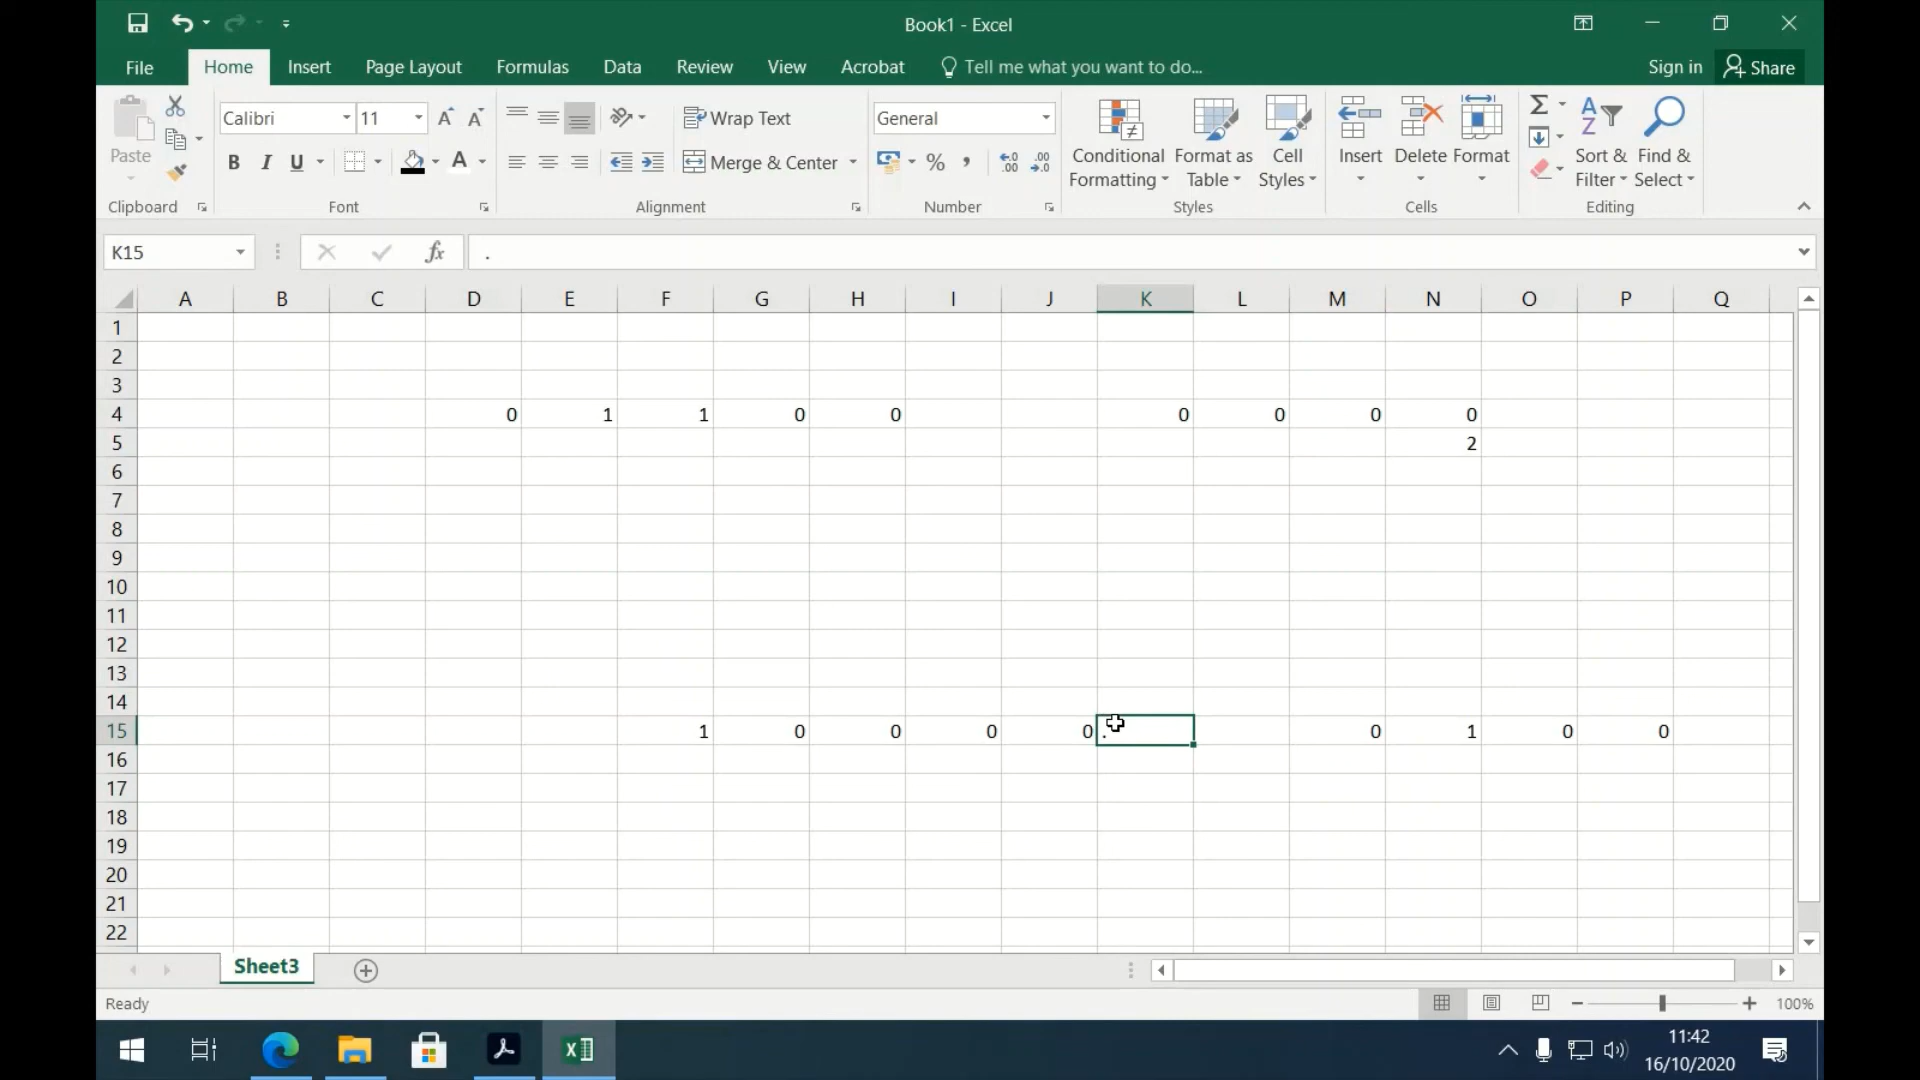 Book1 - Excel
File Home Insert Page Layout Formulas Data Review View Acrobat Tell me what you want to do... Sign in Share
Calibri 11 Wrap Text General
Paste B I U Merge & Center % , .0 .00 .00 .0
Conditional Formatting Format as Table Cell Styles Insert Delete Format Sort & Filter Find & Select
Clipboard Font Alignment Number Styles Cells Editing
K15 fx .
A B C D E F G H I J K L M N O P Q
1
2
3
4 0 1 1 0 0 0 0 0 0
5 2
6
7
8
9
10
11
12
13
14
15 1 0 0 0 0 . 0 1 0 0
16
17
18
19
20
21
22
Sheet3
Ready 100%
11:42
16/10/2020